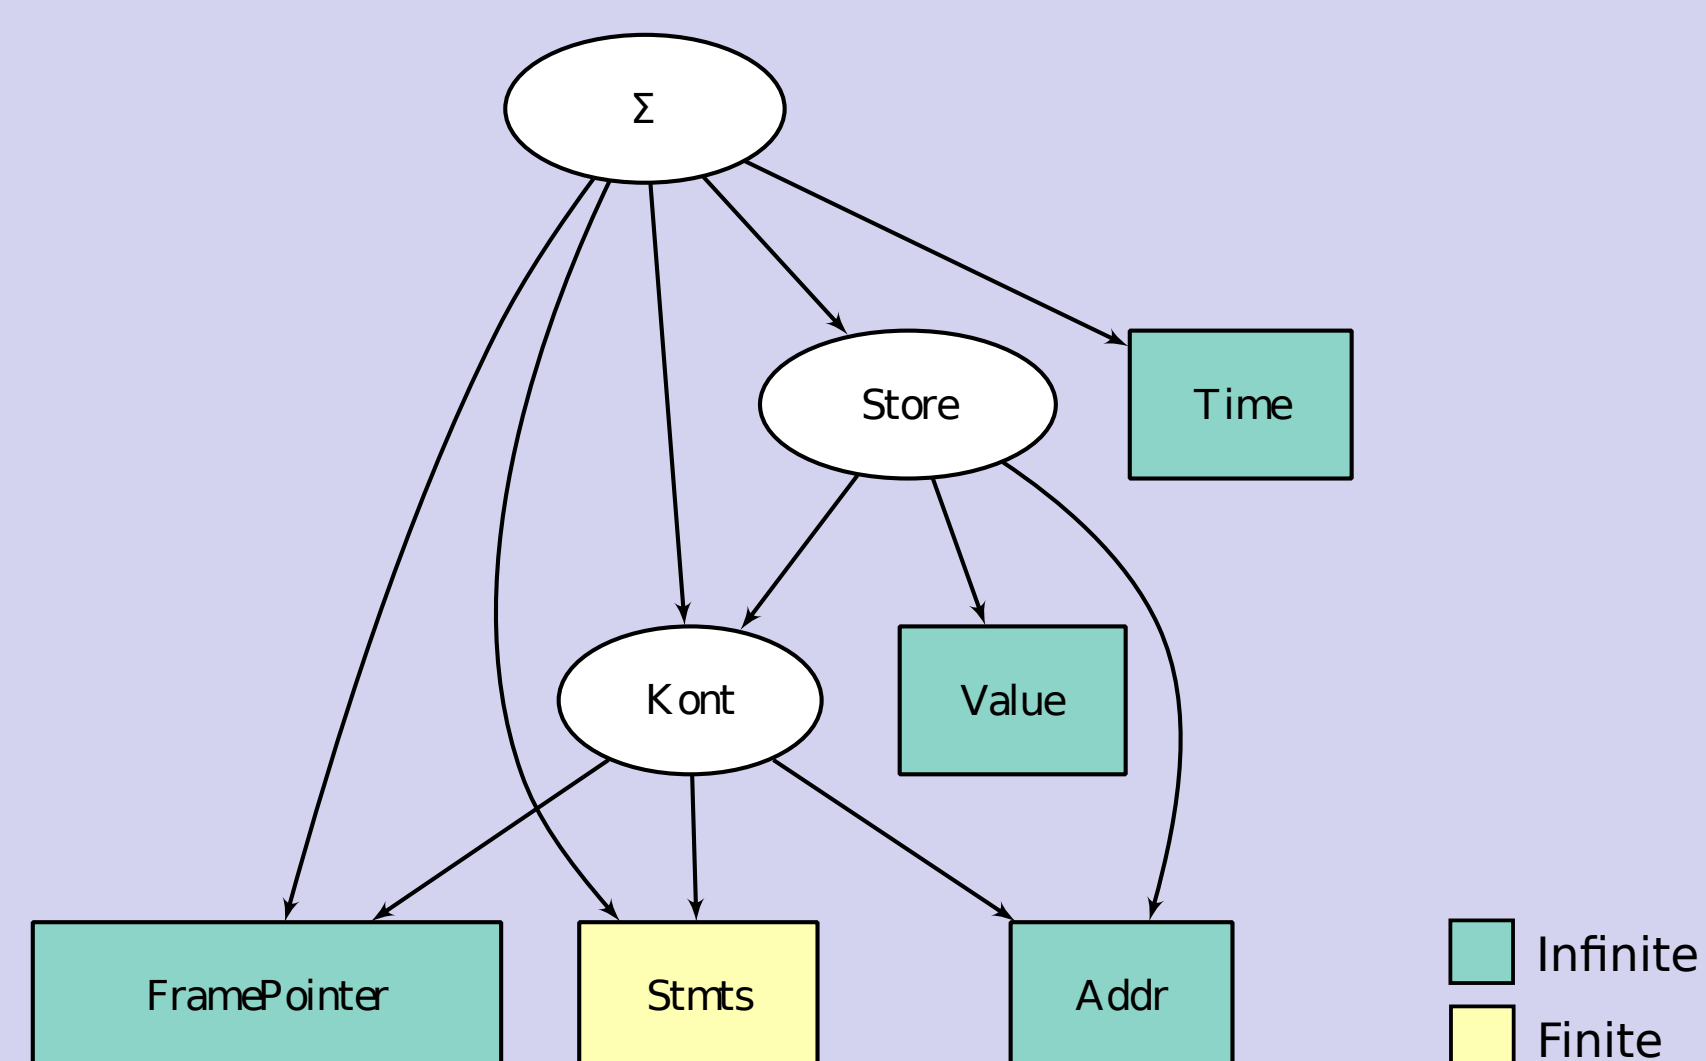 Σ
Store
Time
Kont
Value
FramePointer
Stmts
Addr
Infinite
Finite